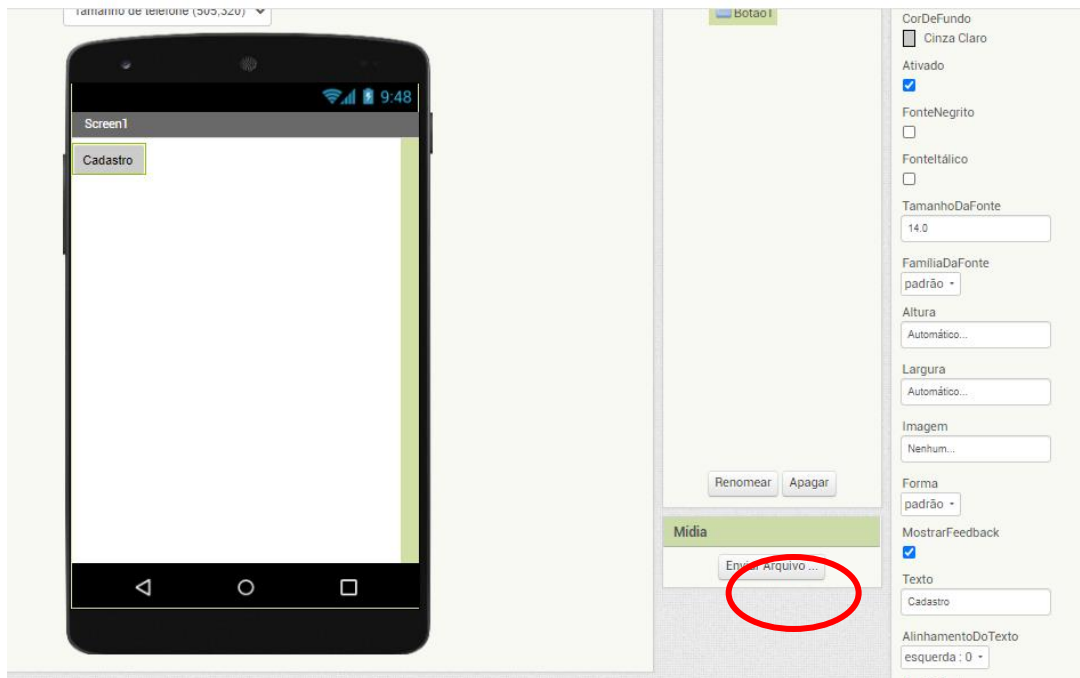 Tamanho de telefone (505,320)
9:48
Screen1
Cadastro
Botão1
Renomear Apagar
Mídia
Enviar Arquivo ...
CorDeFundo
Cinza Claro
Ativado
FonteNegrito
FonteItálico
TamanhoDaFonte
14.0
FamíliaDaFonte
padrão
Altura
Automático...
Largura
Automático...
Imagem
Nenhum...
Forma
padrão
MostrarFeedback
Texto
Cadastro
AlinhamentoDoTexto
esquerda : 0